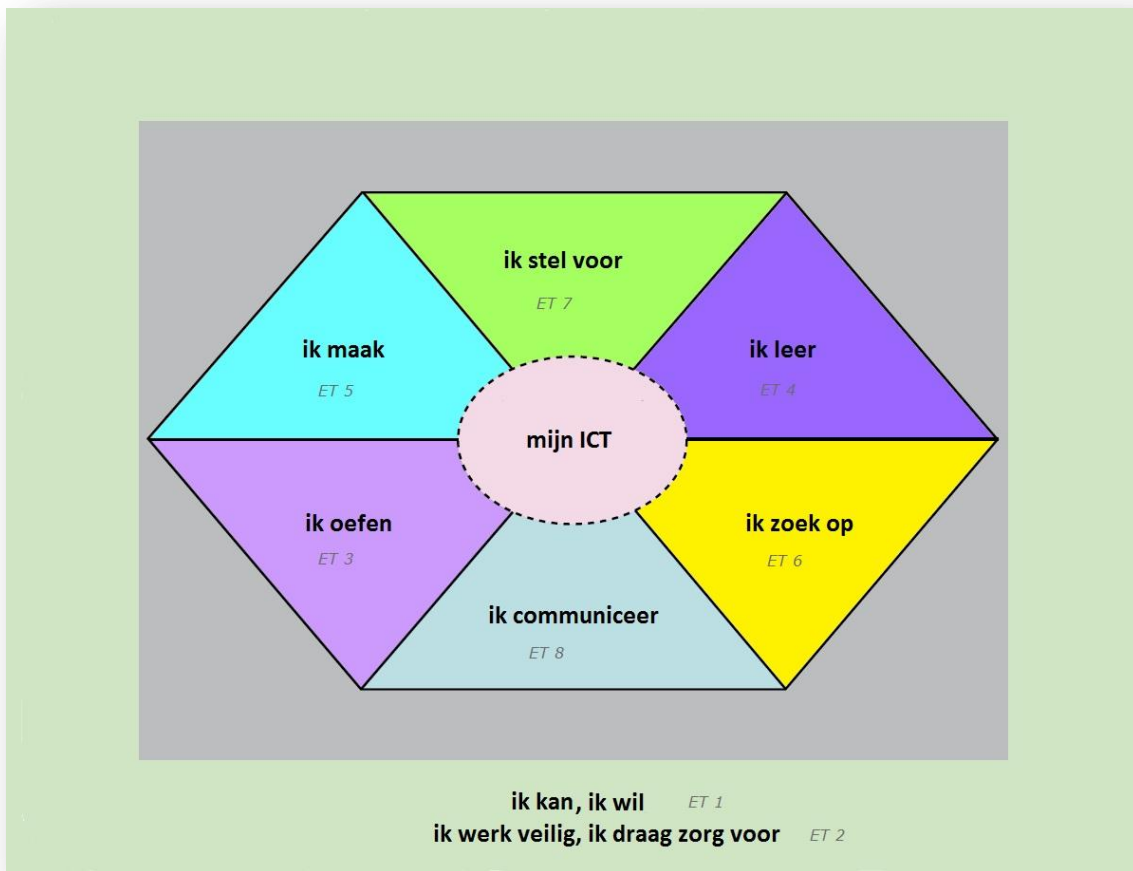 ik stel voor
ET 7
ik maak
ET 5
ik leer
ET 4
mijn ICT
ik oefen
ET 3
ik zoek op
ET 6
ik communiceer
ET 8
ik kan, ik wil ET 1
ik werk veilig, ik draag zorg voor ET 2